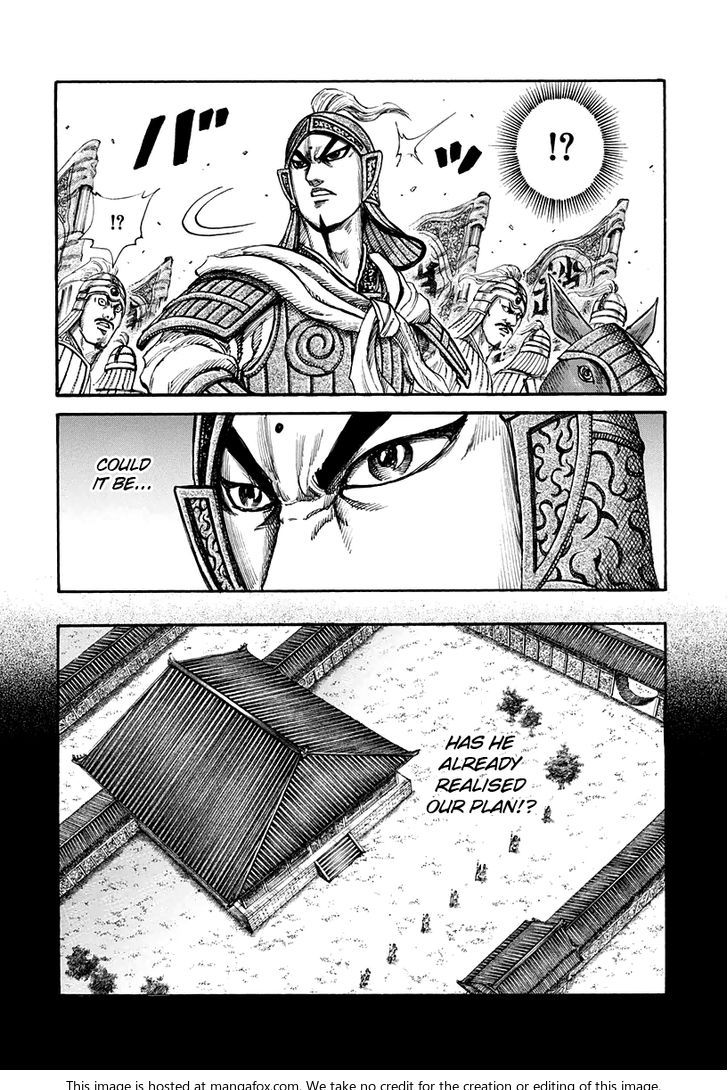 バッ
!?
!?
COULD
IT BE...
HAS HE
ALREADY
REALISED
OUR PLAN!?
This image is hosted at mangafox.com. We take no credit for the creation or editing of this image.